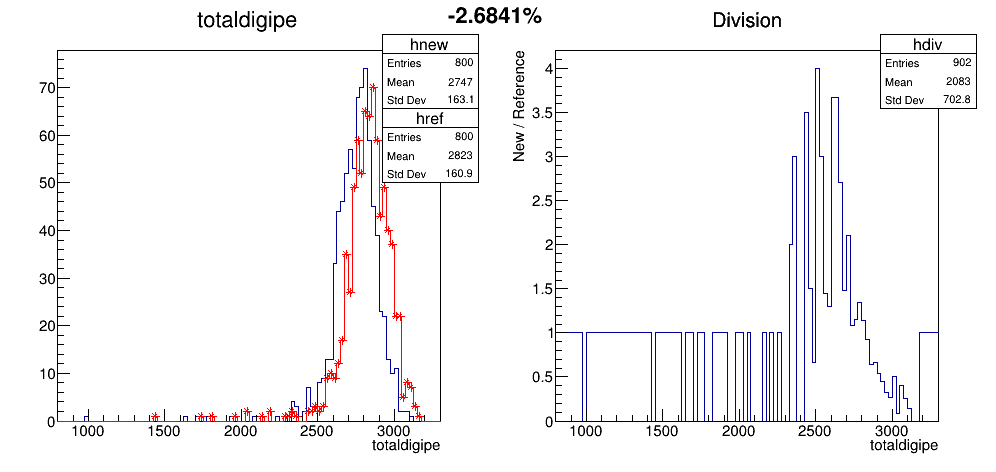 -2.6841%
totaldigipe
hnew
Entries 800
Mean 2747
Std Dev 163.1
href
Entries 800
Mean 2823
Std Dev 160.9
70
60
50
40
30
20
10
0
1000 1500 2000 2500 3000
totaldigipe
Division
hdiv
Entries 902
Mean 2083
Std Dev 702.8
New / Reference
4
3.5
3
2.5
2
1.5
1
0.5
0
1000 1500 2000 2500 3000
totaldigipe